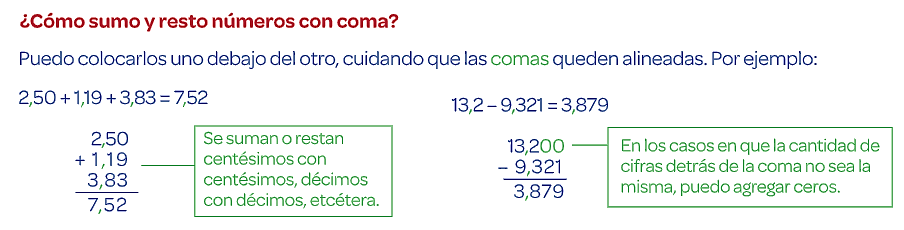 ¿Cómo sumo y resto números con coma?
Puedo colocarlos uno debajo del otro, cuidando que las comas queden alineadas. Por ejemplo:
2,50 + 1,19 + 3,83 = 7,52
2,50
+ 1,19
3,83
7,52
Se suman o restan
centésimos con
centésimos, décimos
con décimos, etcétera.
13,2 – 9,321 = 3,879
13,200
– 9,321
3,879
En los casos en que la cantidad de
cifras detrás de la coma no sea la
misma, puedo agregar ceros.